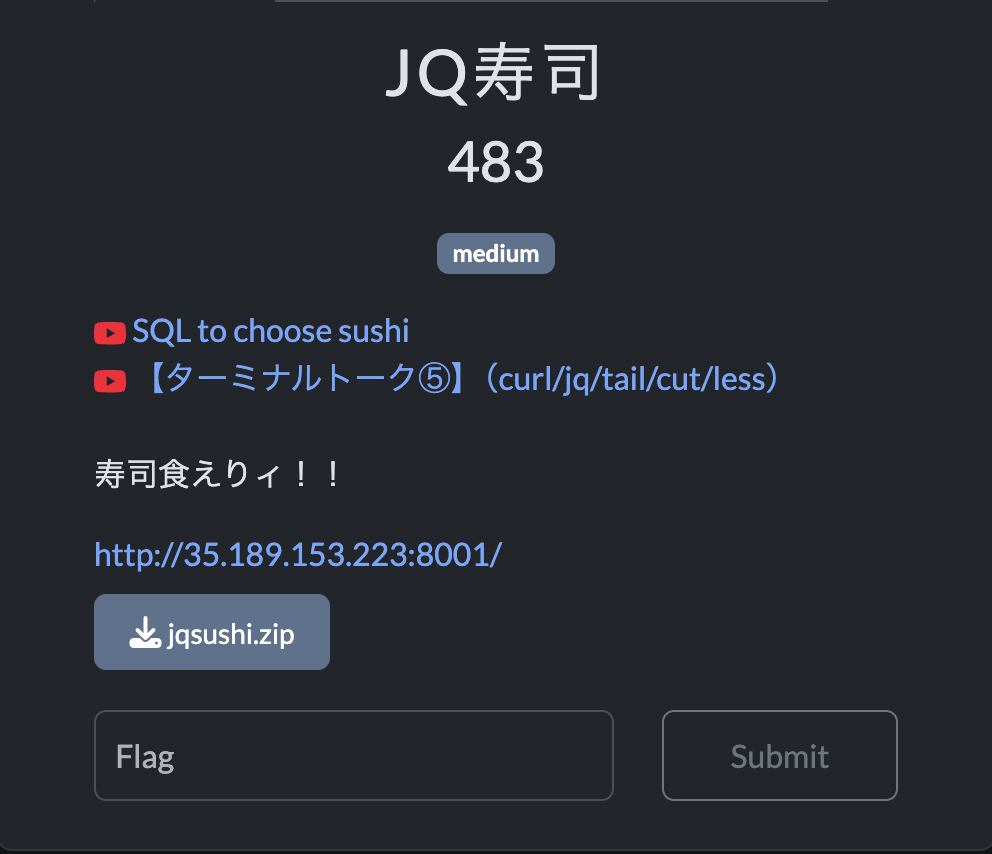 JQ寿司
483
medium
SQL to choose sushi
【ターミナルトーク⑤】（curl/jq/tail/cut/less）
寿司食えりィ！！
http://35.189.153.223:8001/
jqsushi.zip
Flag
Submit